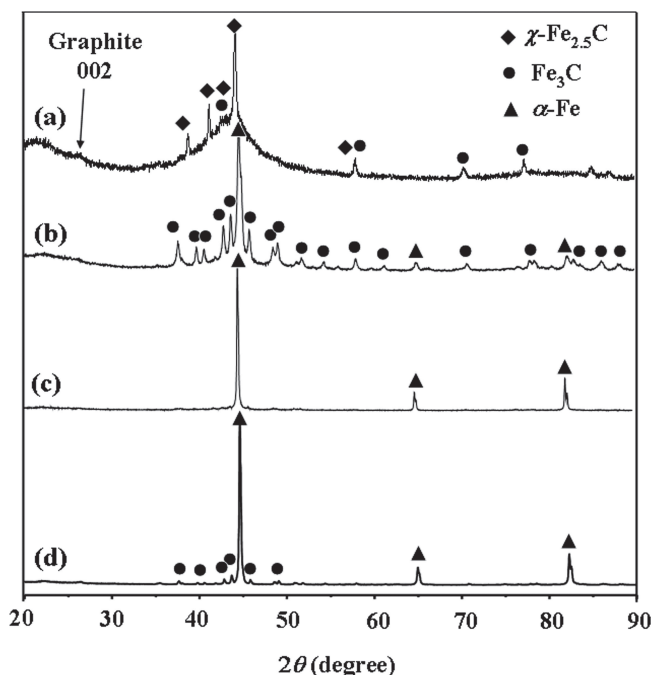 Graphite
002
χ-Fe2.5C
Fe3C
α-Fe
(a)
(b)
(c)
(d)
20 30 40 50 60 70 80 90
2θ (degree)